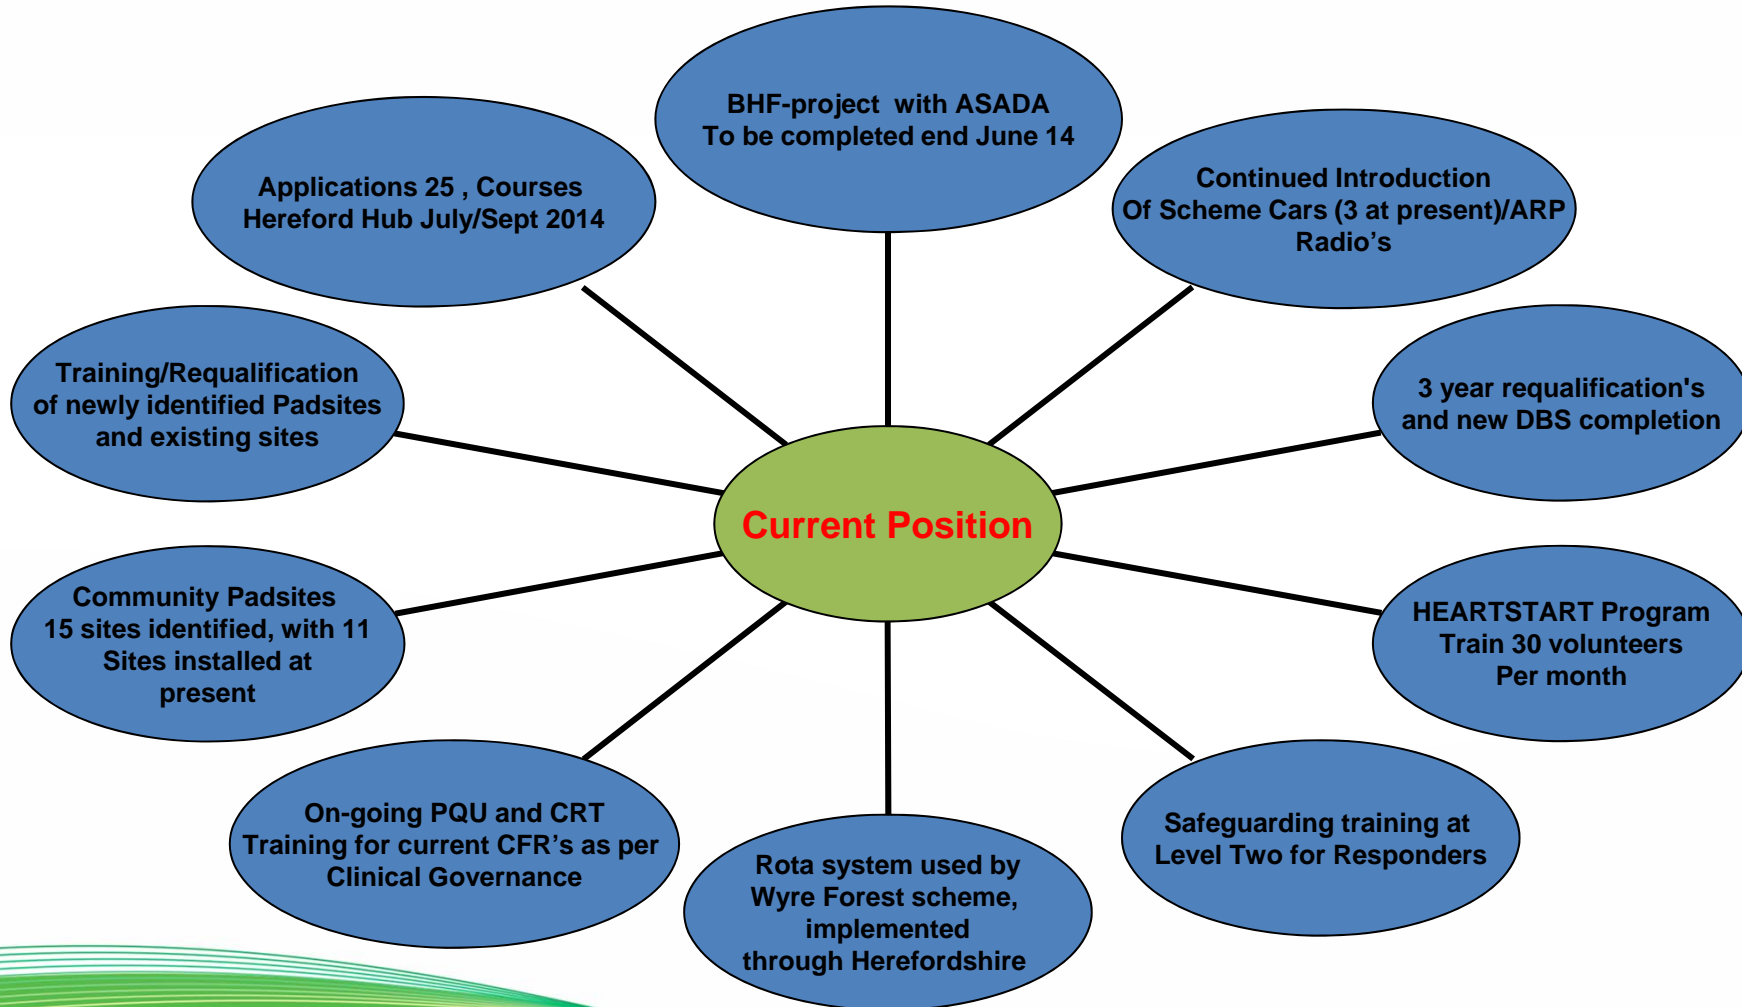 BHF-project with ASADA
To be completed end June 14
Continued Introduction
Of Scheme Cars (3 at present)/ARP
Radio’s
3 year requalification's
and new DBS completion
HEARTSTART Program
Train 30 volunteers
Per month
Safeguarding training at
Level Two for Responders
Rota system used by
Wyre Forest scheme,
implemented
through Herefordshire
On-going PQU and CRT
Training for current CFR’s as per
Clinical Governance
Community Padsites
15 sites identified, with 11
Sites installed at
present
Training/Requalification
of newly identified Padsites
and existing sites
Applications 25 , Courses
Hereford Hub July/Sept 2014
Current Position